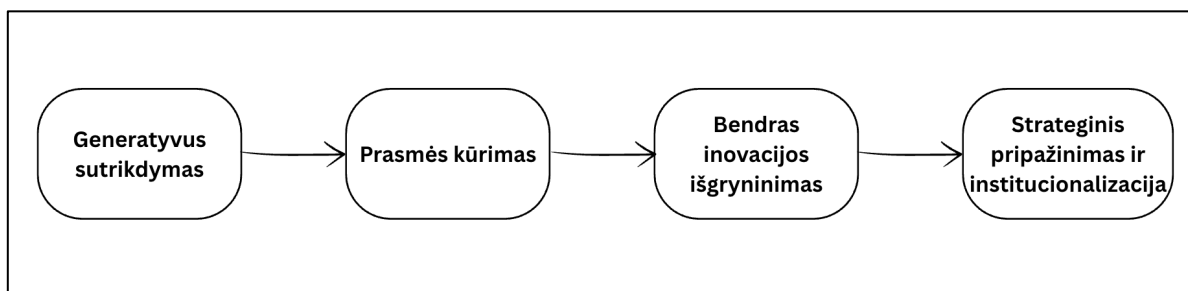 Generatyvus
sutrikdymas
Prasmės kūrimas
Bendras
inovacijos
išgryninimas
Strateginis
pripažinimas ir
institucionalizacija